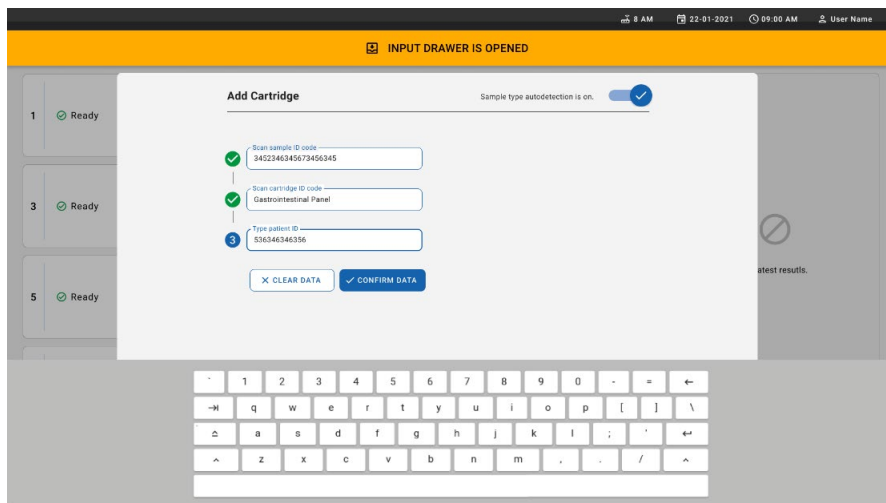 8 AM 22-01-2021 09:00 AM User Name
INPUT DRAWER IS OPENED
Add Cartridge Sample type autodetection is on.
1 Ready
Scan sample ID code
3452346345673456345
Scan cartridge ID code
3 Ready
Gastrointestinal Panel
Type patient ID
3 536346346356
atest resutls.
CLEAR DATA CONFIRM DATA
5 Ready
` 1 2 3 4 5 6 7 8 9 0 - =
q w e r t y u i o p [ ] \
a s d f g h j k l ; '
z x c v b n m , . /